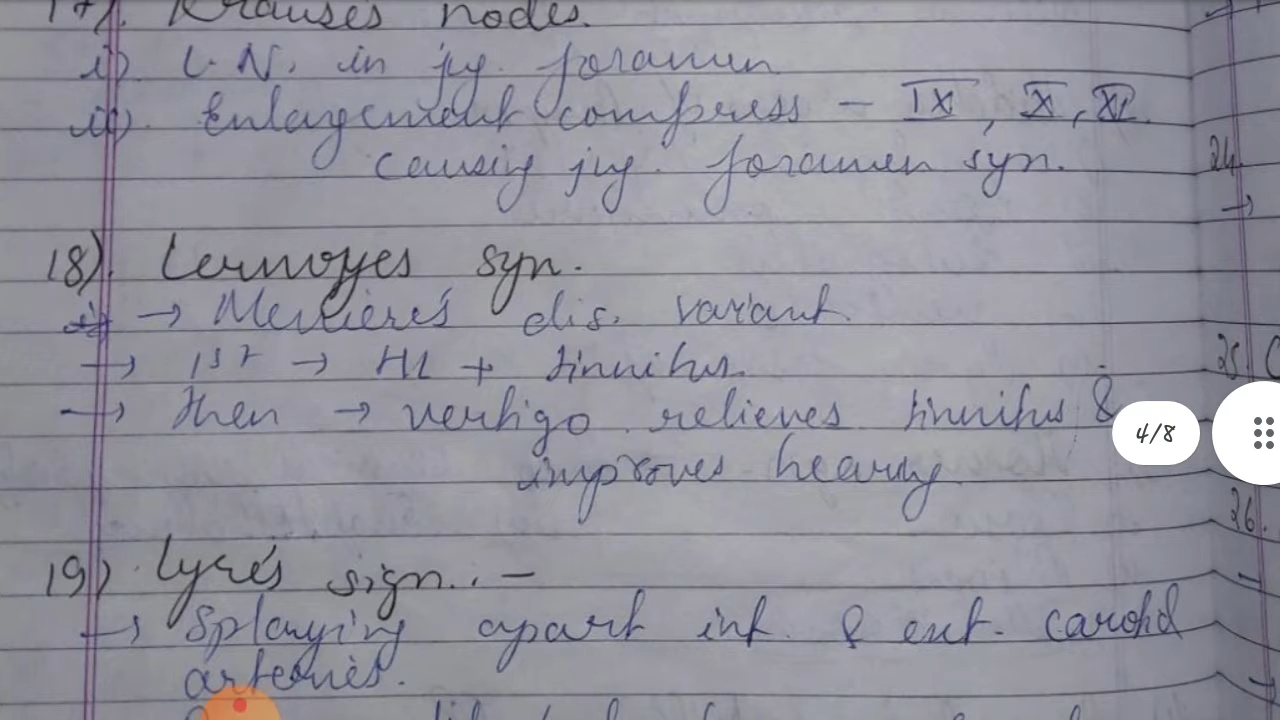 17). Krauses nodes.
i). L.N. in jug. foramen
ii). Enlagement compress – IX, X, XI.
causing jug. foramen syn.
24
→
18). Lermoyes syn.
→ Menieres dis. variant.
→ 1st → HL + tinnitus.
25
→ then → vertigo relieves tinnitus &
4/8
improves hearing
26.
19) Lyre's sign.. –
→ Splaying apart int. & ext. carotid
arteries.